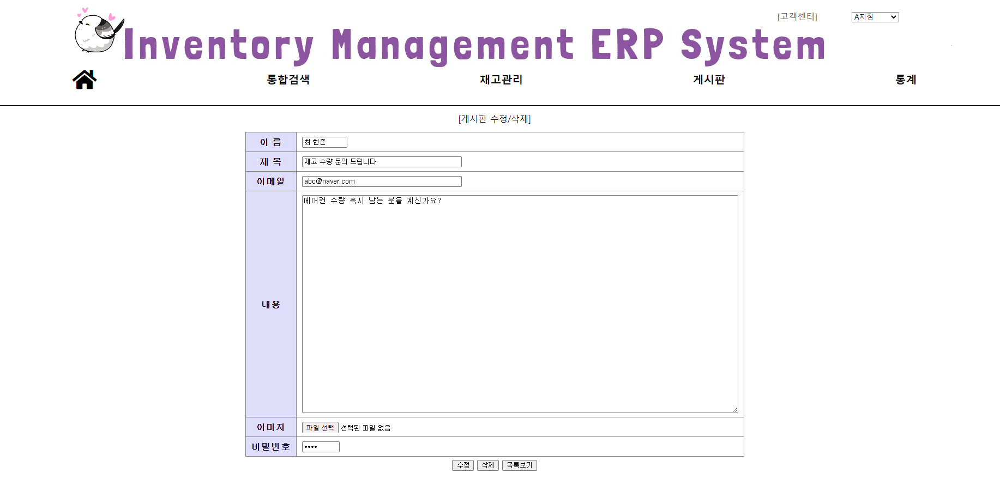 [고객센터] A지점
Inventory Management ERP System
통합검색 재고관리 게시판 통계
[게시판 수정/삭제]
이 름 최 현준
제 목 제고 수량 문의 드립니다
이메일 abc@naver.com
에어컨 수량 혹시 남는 분들 계신가요?
내용
이미지 파일 선택 선택된 파일 없음
비밀번호 ••••
수정 삭제 목록보기